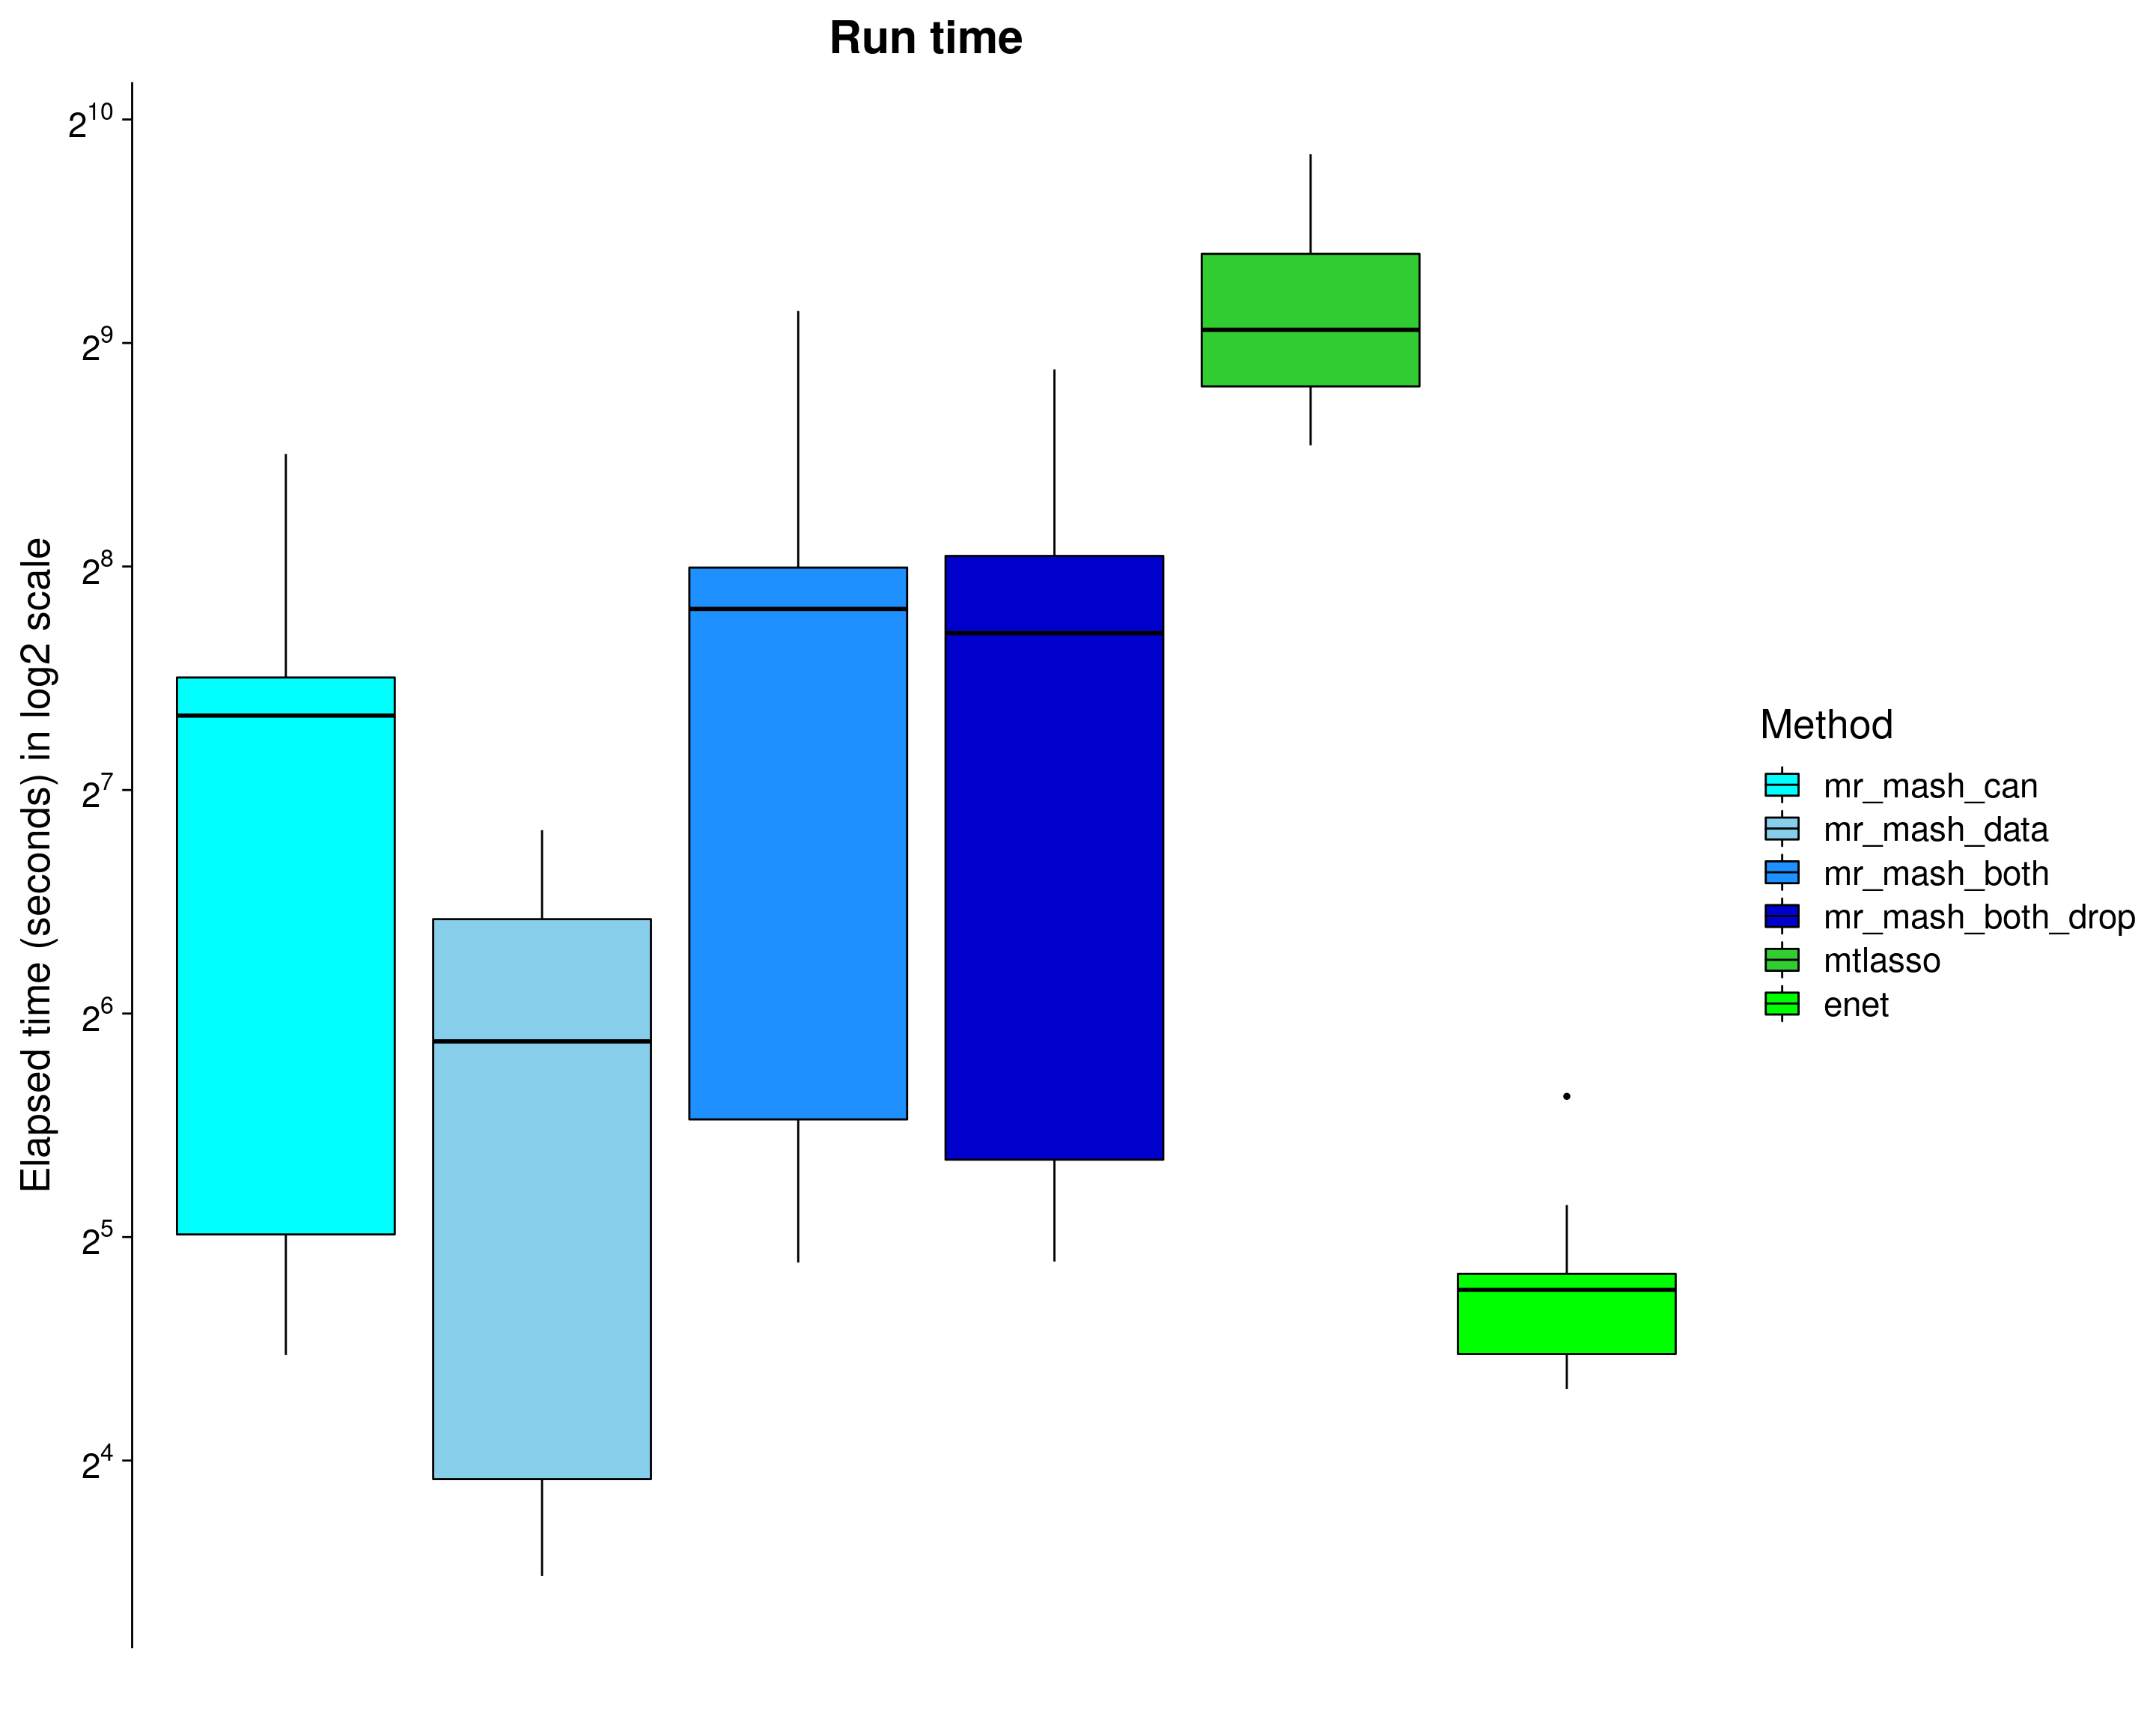 Run time
Elapsed time (seconds) in log2 scale
2^10
2^9
2^8
2^7
2^6
2^5
2^4
Method
mr_mash_can
mr_mash_data
mr_mash_both
mr_mash_both_drop
mtlasso
enet